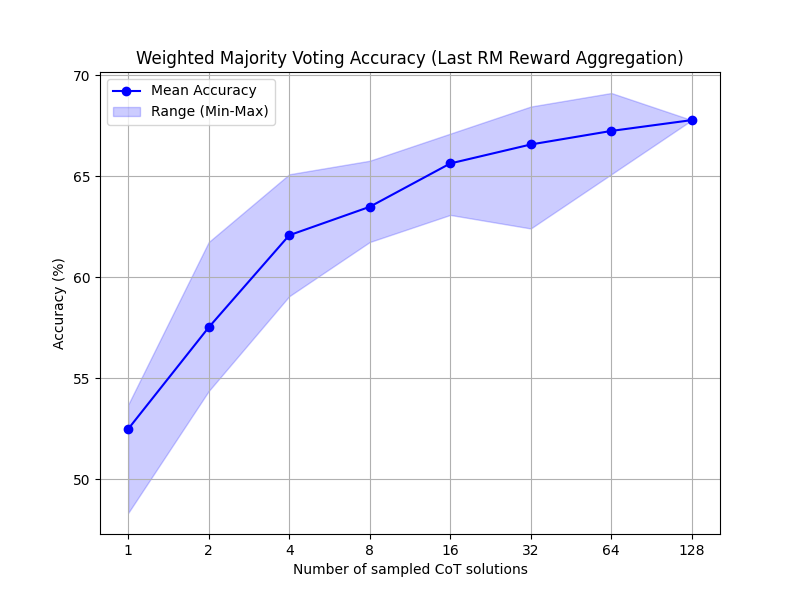 Weighted Majority Voting Accuracy (Last RM Reward Aggregation)
Mean Accuracy
Range (Min-Max)
70
65
60
55
50
Accuracy (%)
1 2 4 8 16 32 64 128
Number of sampled CoT solutions